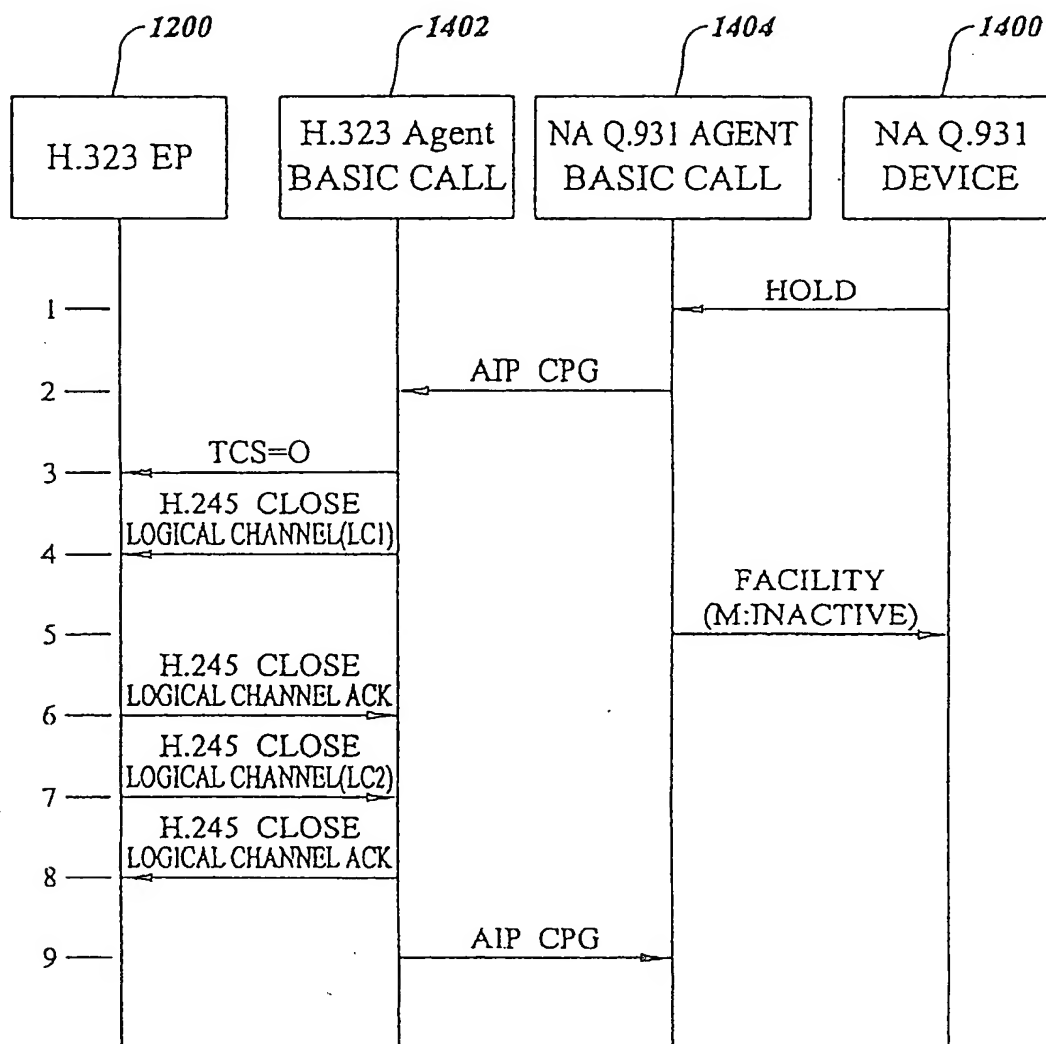 1200
1402
1404
1400
H.323 EP
H.323 Agent
BASIC CALL
NA Q.931 AGENT
BASIC CALL
NA Q.931
DEVICE
1
HOLD
2
AIP CPG
3
TCS=O
H.245 CLOSE
LOGICAL CHANNEL(LC1)
4
FACILITY
(M:INACTIVE)
5
H.245 CLOSE
LOGICAL CHANNEL ACK
6
H.245 CLOSE
LOGICAL CHANNEL(LC2)
7
H.245 CLOSE
LOGICAL CHANNEL ACK
8
9
AIP CPG